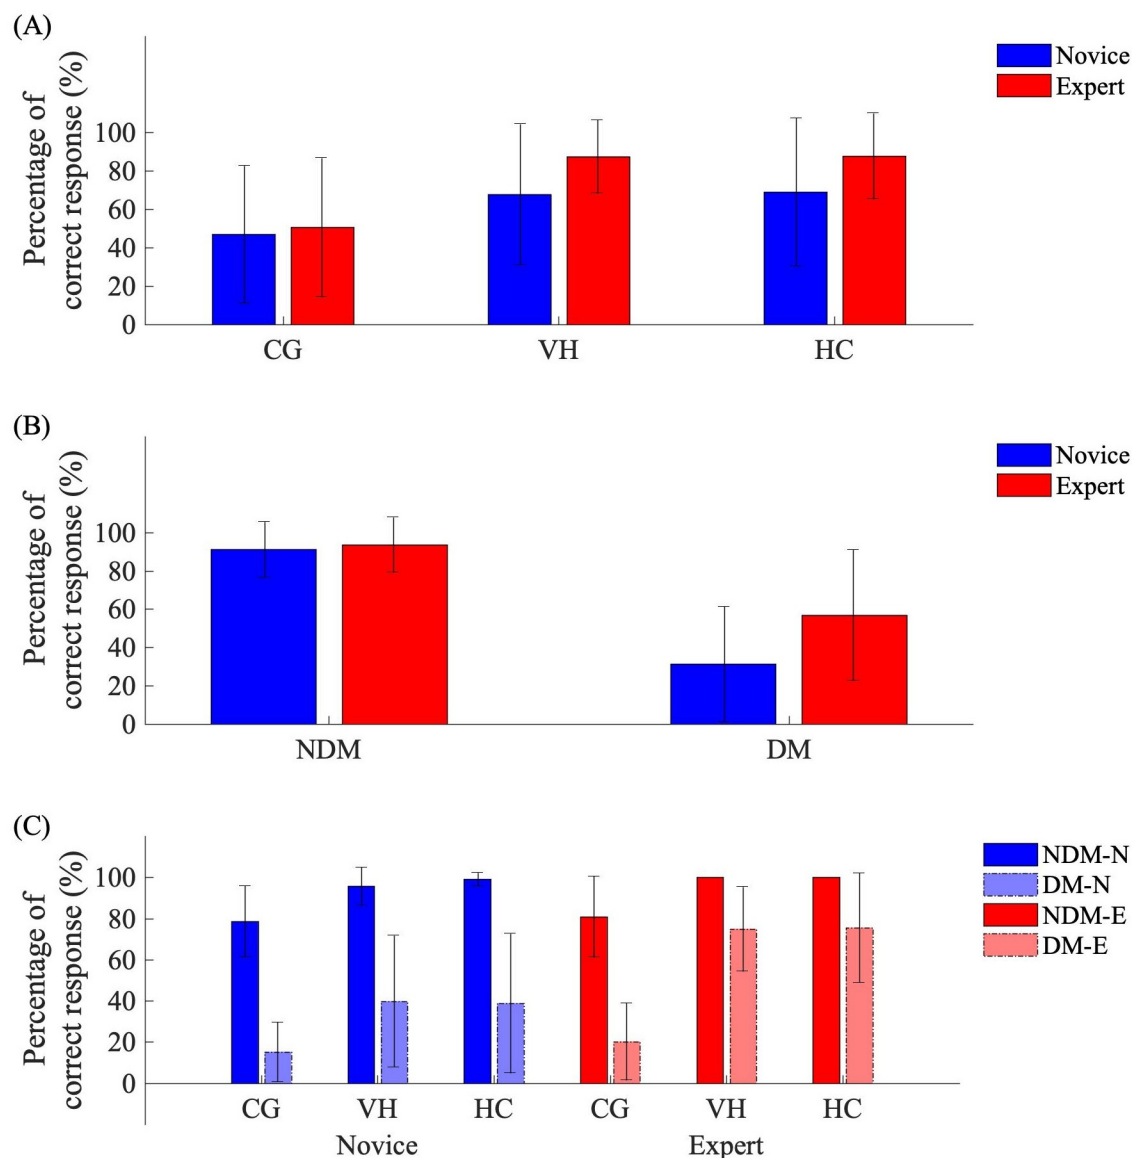 (A)
Percentage of
correct response (%)
100
80
60
40
20
0
CG VH HC
Novice
Expert
(B)
Percentage of
correct response (%)
100
80
60
40
20
0
NDM DM
Novice
Expert
(C)
Percentage of
correct response (%)
100
80
60
40
20
0
CG VH HC CG VH HC
Novice Expert
NDM-N
DM-N
NDM-E
DM-E